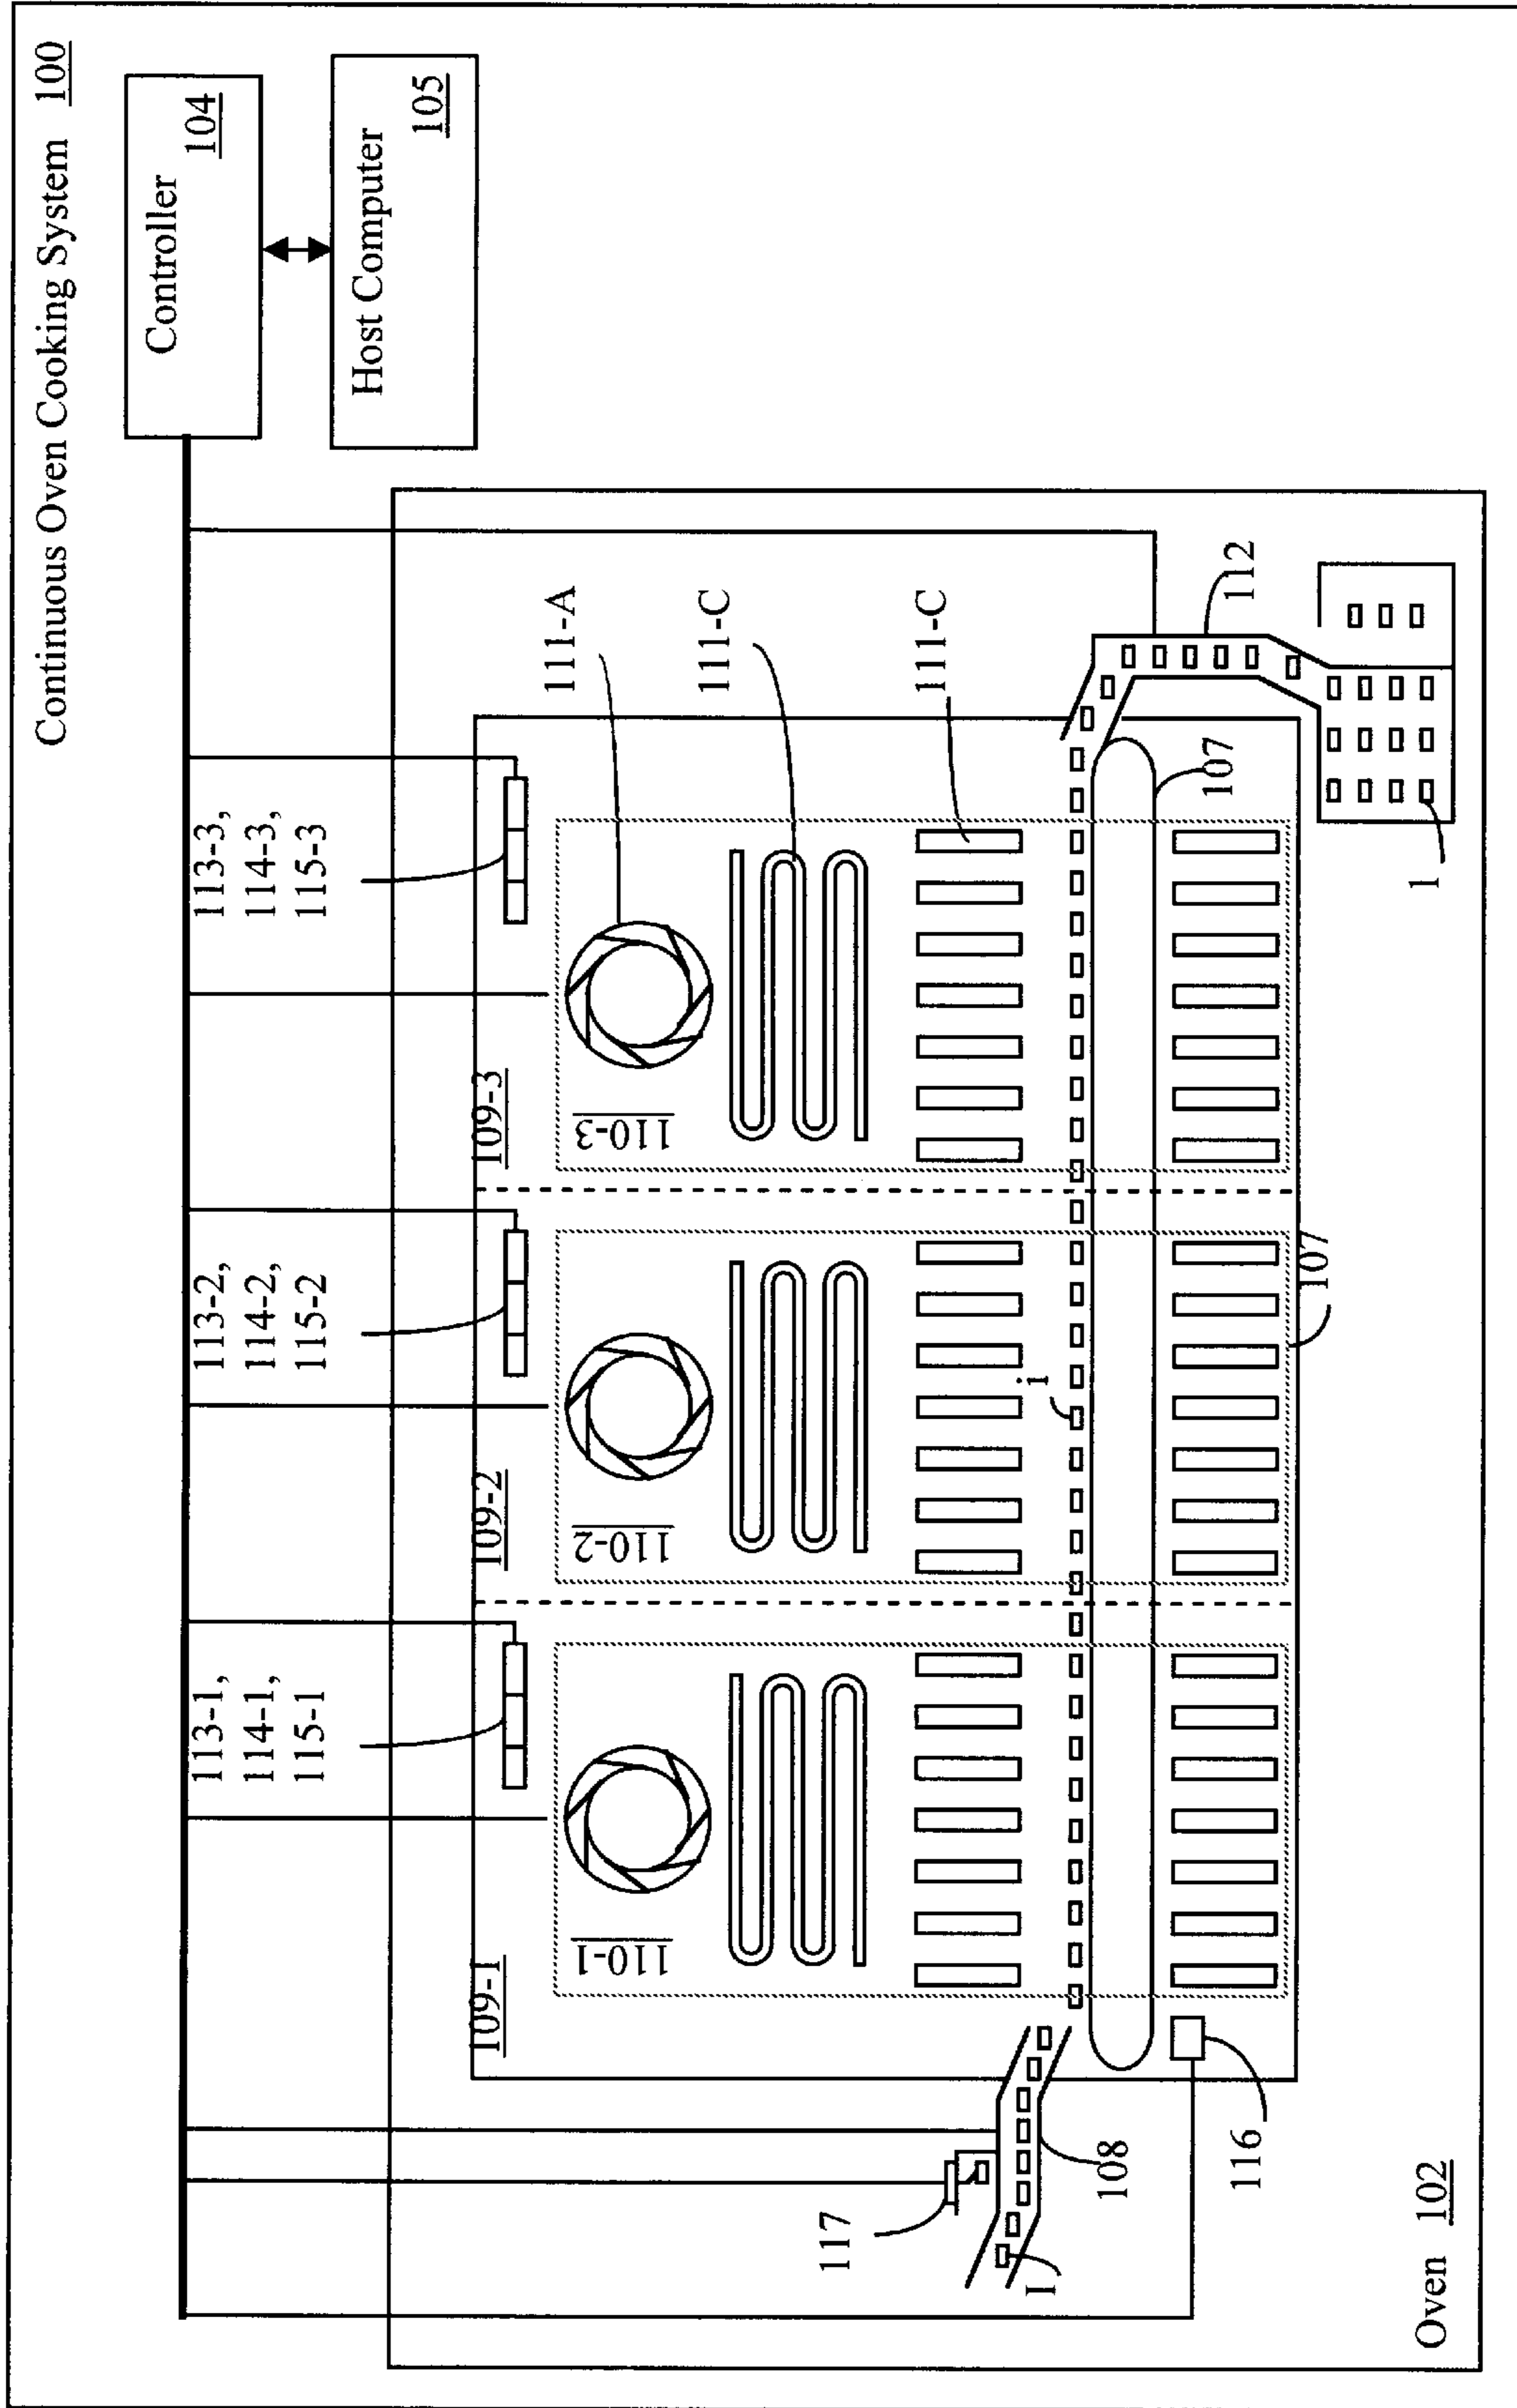 Continuous Oven Cooking System 100
Controller
104
Host Computer
105
113-1,
114-1,
115-1
113-2,
114-2,
115-2
113-3,
114-3,
115-3
109-1
109-2
109-3
110-1
110-2
110-3
111-A
111-C
111-C
117
I
108
116
i
107
107
112
1
Oven 102